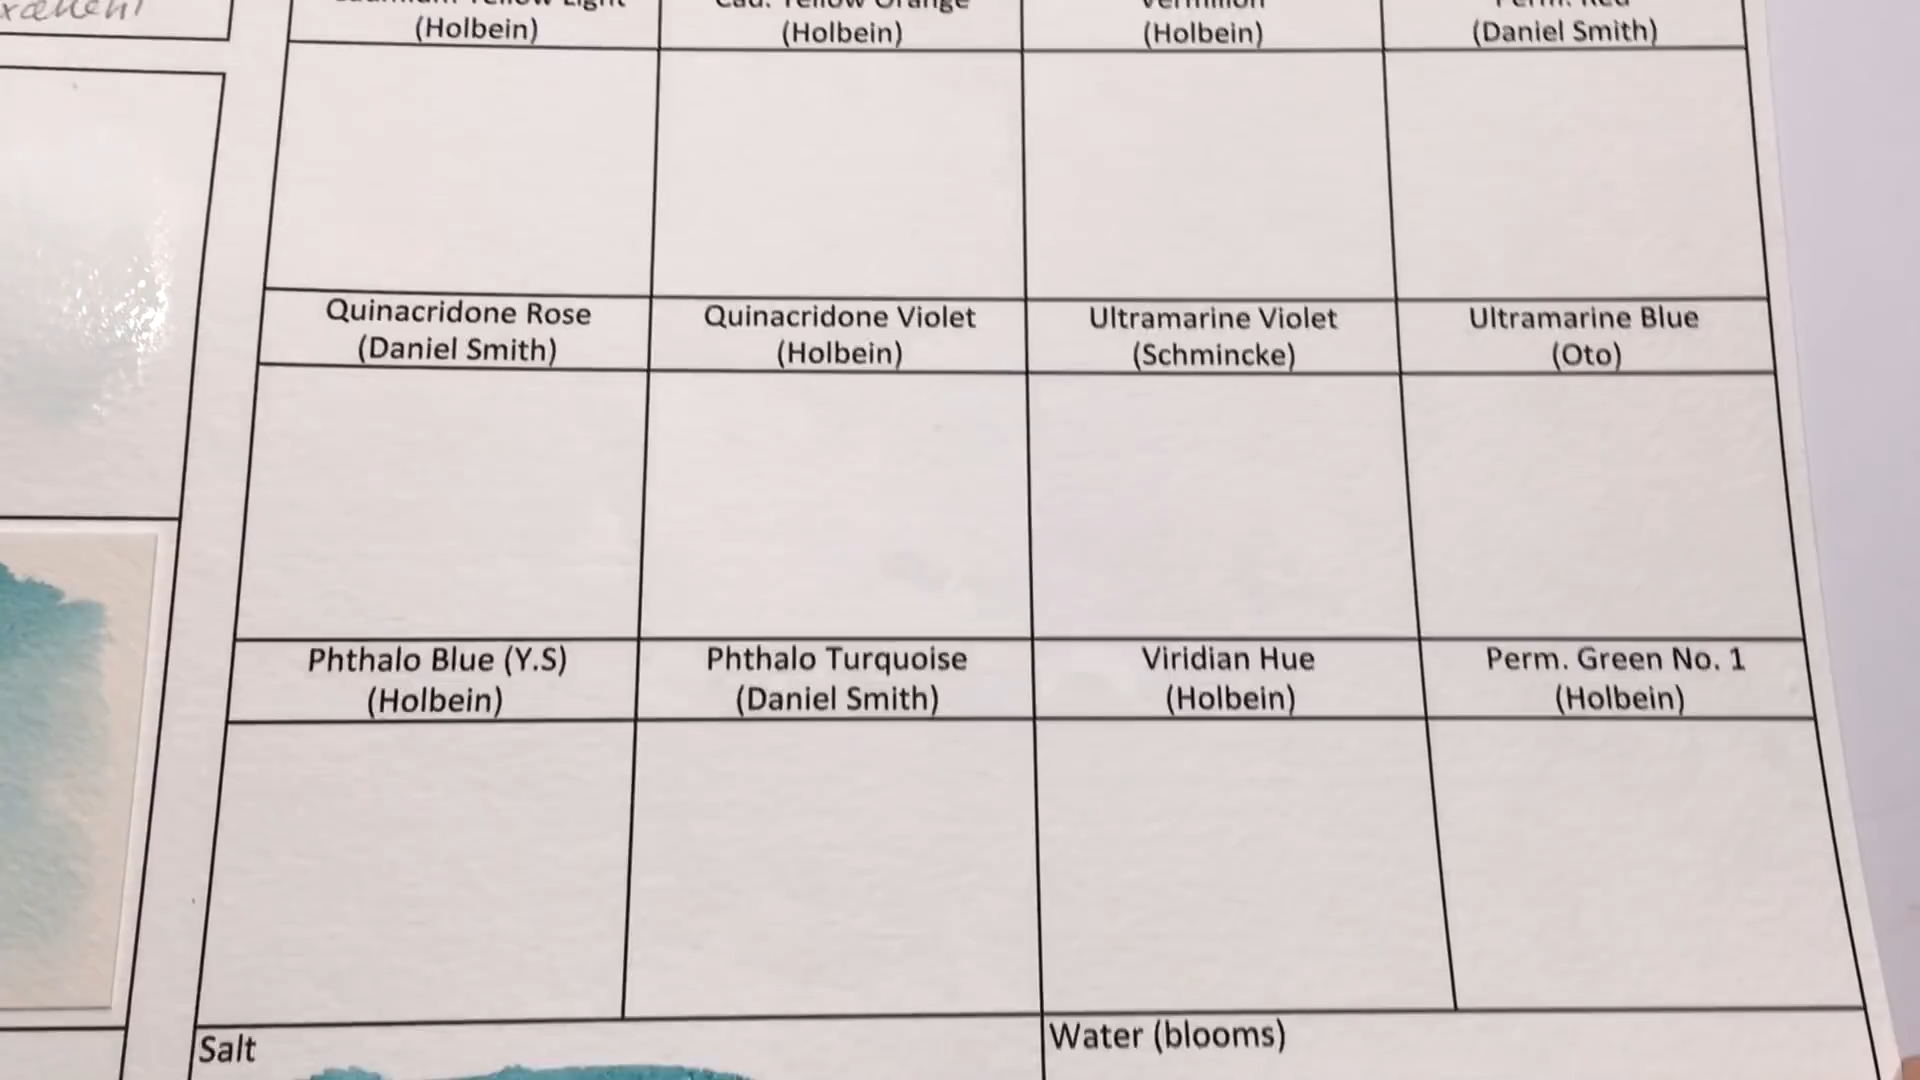 (Holbein) (Holbein) (Holbein) (Daniel Smith)
Quinacridone Rose
(Daniel Smith)
Quinacridone Violet
(Holbein)
Ultramarine Violet
(Schmincke)
Ultramarine Blue
(Oto)
Phthalo Blue (Y.S)
(Holbein)
Phthalo Turquoise
(Daniel Smith)
Viridian Hue
(Holbein)
Perm. Green No. 1
(Holbein)
Salt
Water (blooms)